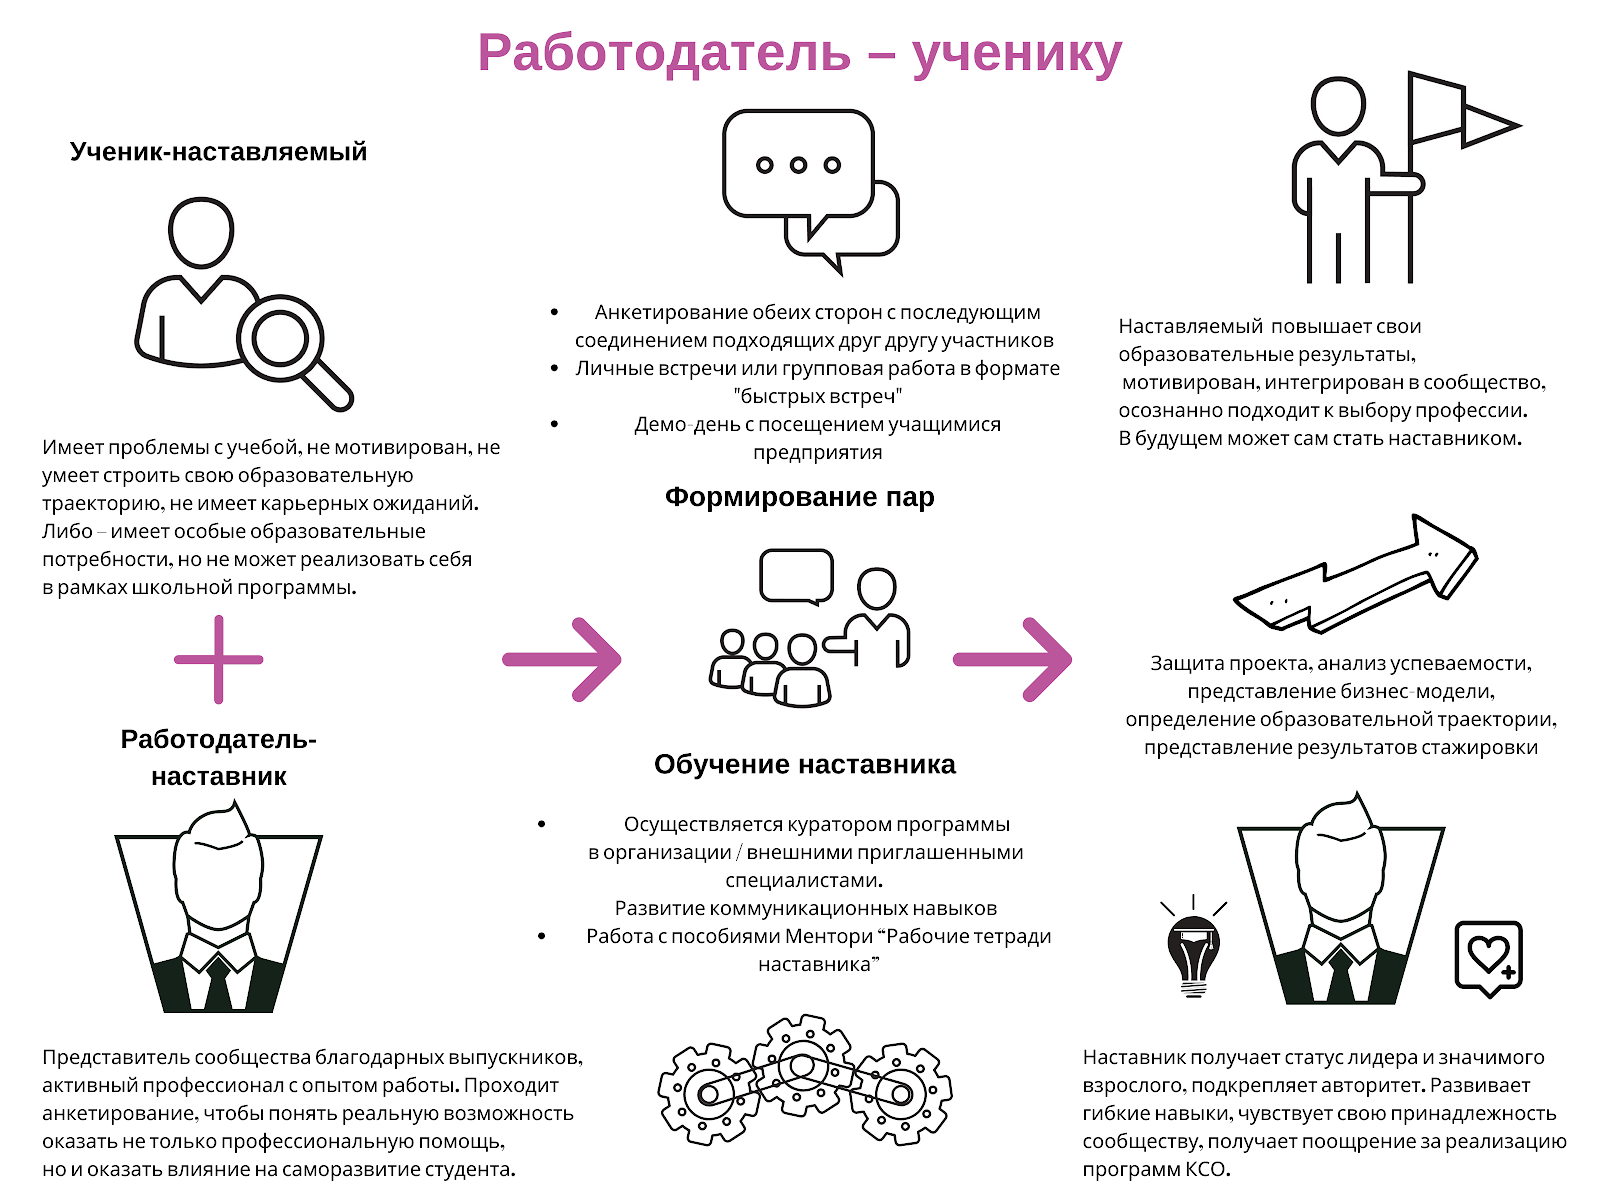 Работодатель – ученику
Ученик-наставляемый
Имеет проблемы с учебой, не мотивирован, не
умеет строить свою образовательную
траекторию, не имеет карьерных ожиданий.
Либо – имеет особые образовательные
потребности, но не может реализовать себя
в рамках школьной программы.
Работодатель-
наставник
Представитель сообщества благодарных выпускников,
активный профессионал с опытом работы. Проходит
анкетирование, чтобы понять реальную возможность
оказать не только профессиональную помощь,
но и оказать влияние на саморазвитие студента.
• Анкетирование обеих сторон с последующим
соединением подходящих друг другу участников
• Личные встречи или групповая работа в формате
"быстрых встреч"
• Демо-день с посещением учащимися
предприятия
Формирование пар
Обучение наставника
• Осуществляется куратором программы
в организации / внешними приглашенными
специалистами.
Развитие коммуникационных навыков
• Работа с пособиями Ментори “Рабочие тетради
наставника”
Наставляемый повышает свои
образовательные результаты,
мотивирован, интегрирован в сообщество,
осознанно подходит к выбору профессии.
В будущем может сам стать наставником.
Защита проекта, анализ успеваемости,
представление бизнес-модели,
определение образовательной траектории,
представление результатов стажировки
Наставник получает статус лидера и значимого
взрослого, подкрепляет авторитет. Развивает
гибкие навыки, чувствует свою принадлежность
сообществу, получает поощрение за реализацию
программ КСО.